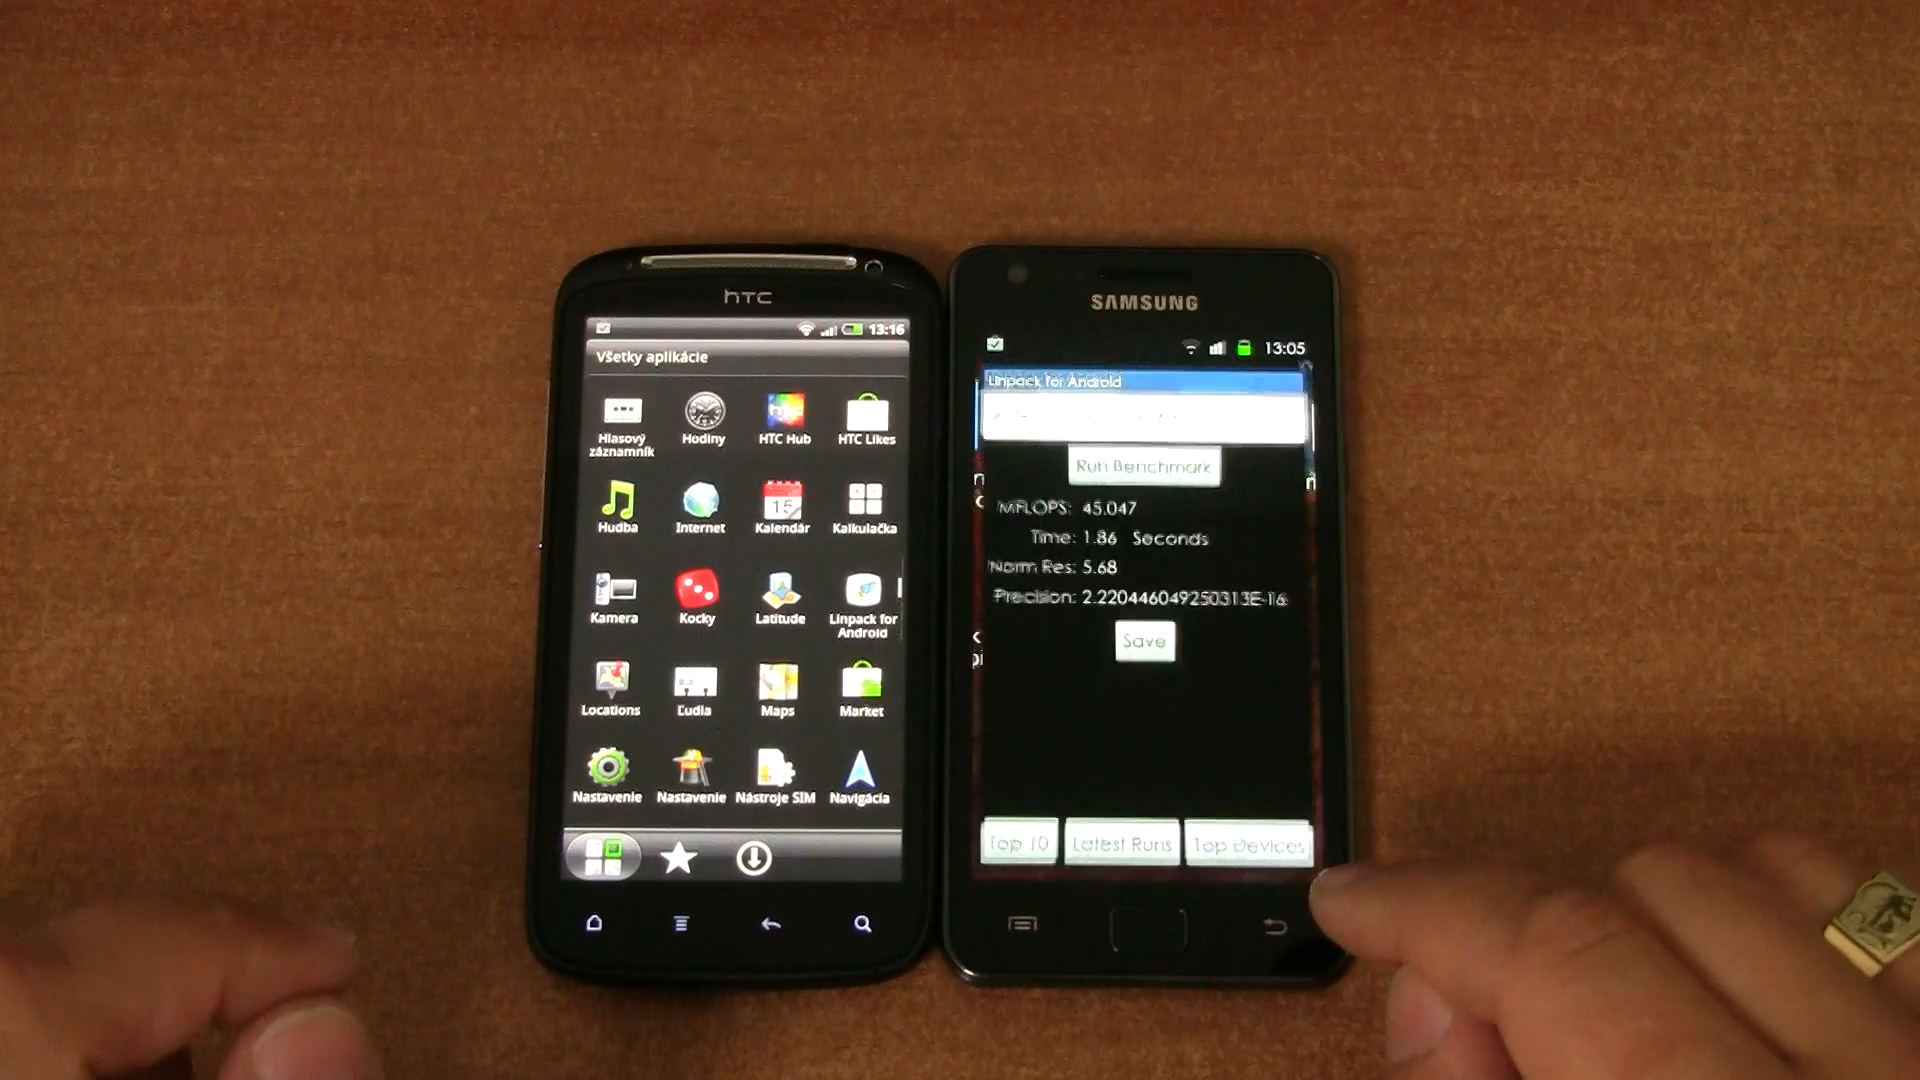 hTC
13:16
Všetky aplikácie
Hlasový
záznamník
Hodiny
HTC Hub
HTC Likes
Hudba
Internet
15
Kalendár
Kalkulačka
Kamera
Kocky
Latitude
Linpack for
Android
Locations
Ľudia
Maps
Market
Nastavenie
Nastavenie
Nástroje SIM
Navigácia
SAMSUNG
13:05
Linpack for Android
Run Benchmark
MFLOPS: 45.047
Time: 1.86 Seconds
Norm Res: 5.68
Precision: 2.220446049250313E-16
Save
Top 10
Latest Runs
Top Devices